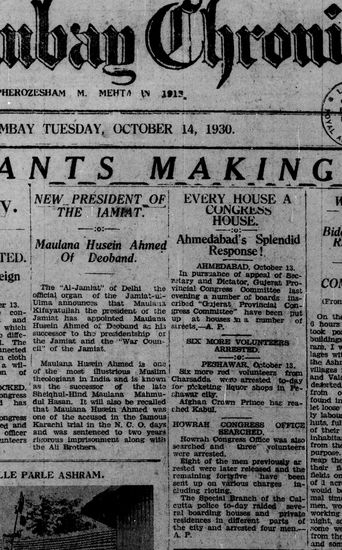 mbay Chroni
PHEROZESHAM M. MEHTA IN 1913.
MBAY TUESDAY, OCTOBER 14, 1930.
ANTS MAKING
NEW PRESIDENT OF
THE IAMIAT.
:o:
Maulana Husein Ahmed
Of Deoband.
The "Al-Jamiat" of Delhi the
official organ of the Jamiat-ul-
Ulma announces that Maulana
Kifayatullah the president of the
Jamiat has appointed Maulana
Husein Ahmed of Deoband as his
successor to the presidentship of
the Jamiat and the "War Coun-
cil" of the Jamiat.
Maulana Husein Ahmed is one
of the most illustrius Muslim
theologians in India and is known
as the successor of the late
Sheiqhul-Hind Maulana Mahmu-
dul Hasan. It will also be recalled
that Maulana Husein Ahmed was
one of the accused in the famous
Karachi trial in the N. C. O. days
and was sentenced to two years
rigorous imprisonment along with
the Ali Brothers.
LLE PARLE ASHRAM.
EVERY HOUSE A
CONGRESS
HOUSE.
:o:
Ahmedabad's Splendid
Response!
AHMEDABAD, October 13.
In pursuance of appeal of Sec-
retary and Dictator, Gujerat Pro-
vincial Congress Committee last
evening a number of boards ins-
cribed "Gujerat Provincial Con-
gress Committee" have been put
up at houses in a number of
streets.—A. P.
SIX MORE VOLUNTEERS
ARRESTED.
PESHAWAR, October 13.
Six more red volunteers from
Charsada were arrested to-day
for picketing liquor shops in Pe-
shawar city.
Afghan Crown Prince has rea-
ched Kabul.
HOWRAH CONGRESS OFFICE
SEARCHED.
Howrah Congress Office was also
searched and three volunteers
were arrested.
Eight of the men previously ar-
rested were later released and the
remaining fortyfive have been
sent up on various charges in-
cluding rioting.
The Special Branch of the Cal-
cutta police to-day raided seve-
ral boarding houses and private
residences in different parts of
the city and arrested four men.—
A. P.